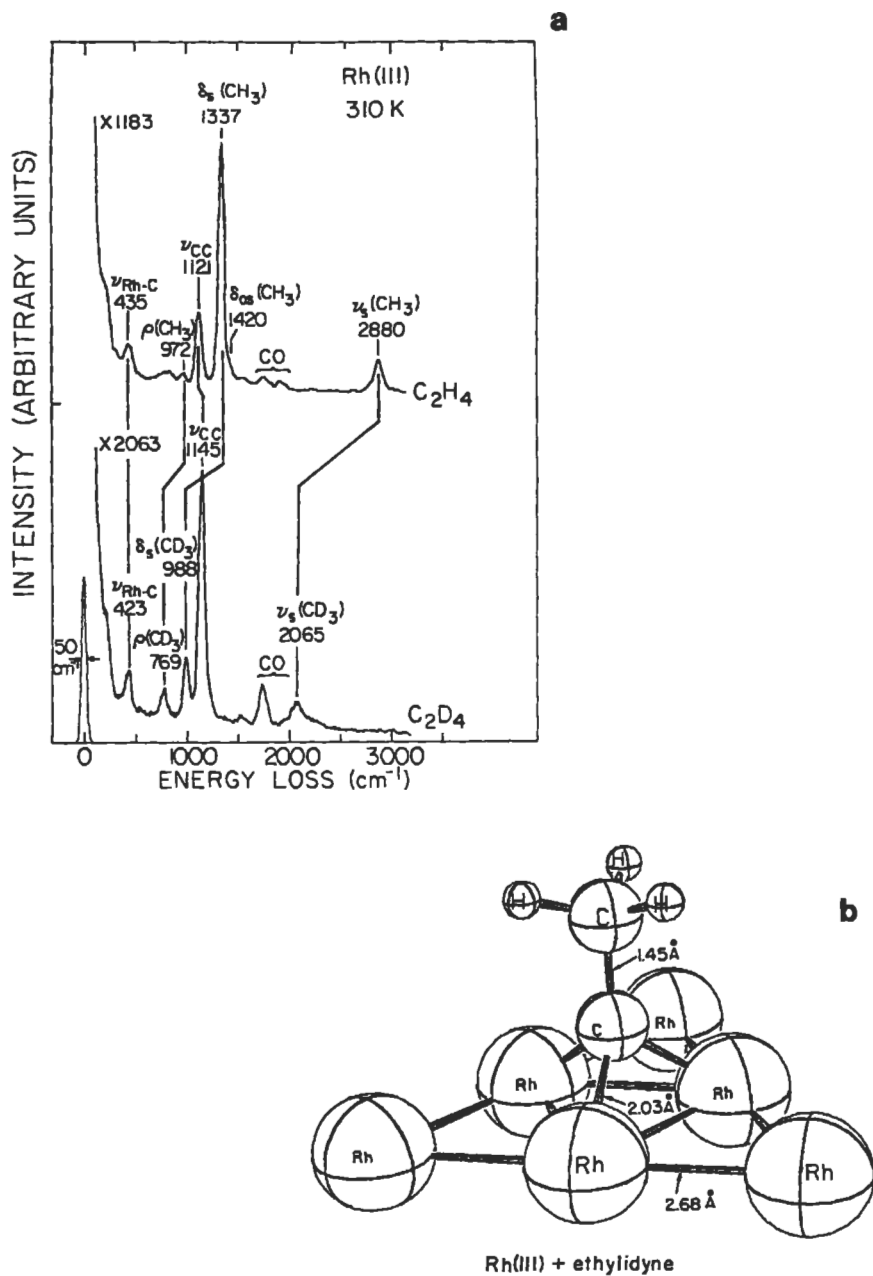 a
Rh(III)
310 K
δs(CH3)
1337
X1183
νCC
1121
νRh-C
435
ρ(CH3)
972
δas(CH3)
1420
CO
νs(CH3)
2880
C2H4
X2063
νCC
1145
δs(CD3)
988
νRh-C
423
ρ(CD3)
769
50
cm-1
CO
νs(CD3)
2065
C2D4
INTENSITY (ARBITRARY UNITS)
0 1000 2000 3000
ENERGY LOSS (cm-1)
b
H
H C H
1.45Å
C Rh
Rh Rh
2.03Å
Rh Rh Rh
2.68Å
Rh(III) + ethylidyne